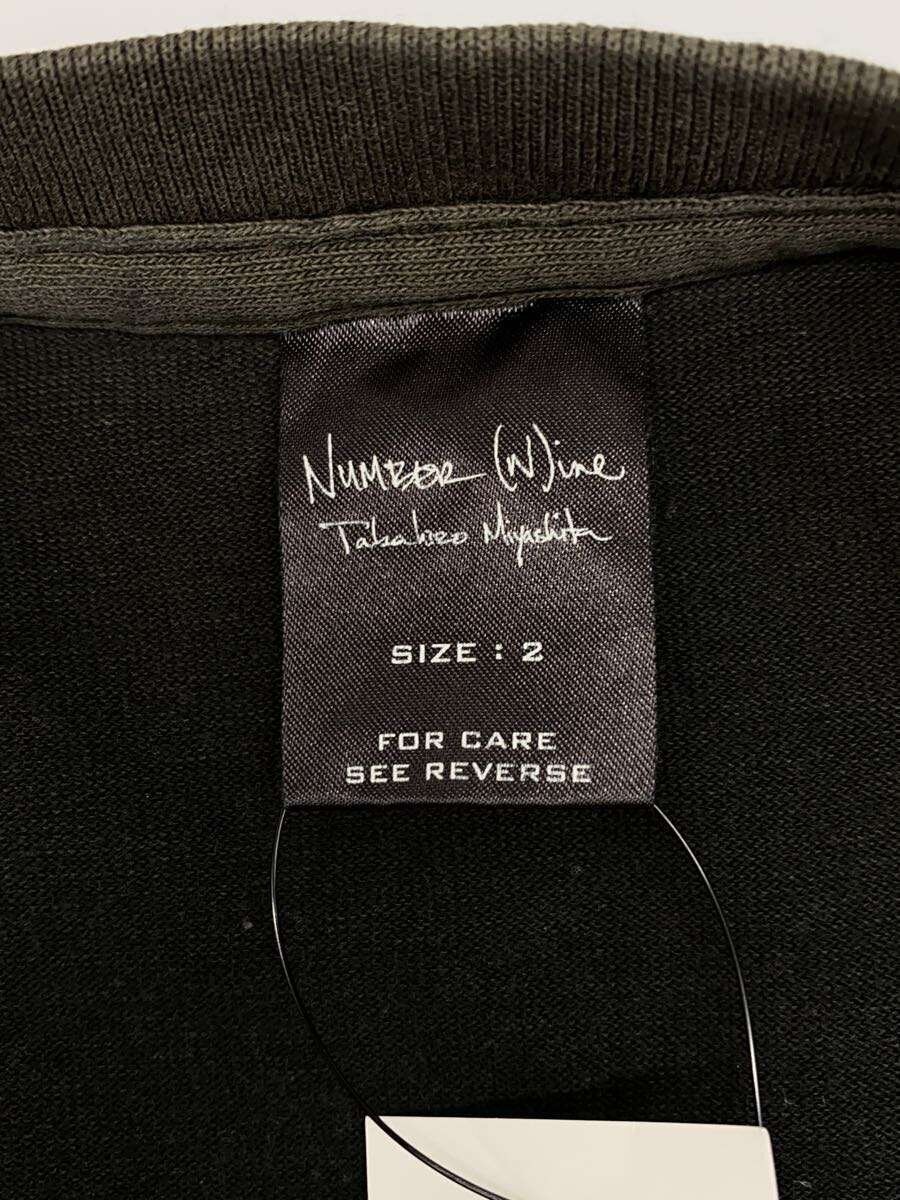 NUMBER (N)ine
Takahiro Miyashita
SIZE : 2
FOR CARE
SEE REVERSE